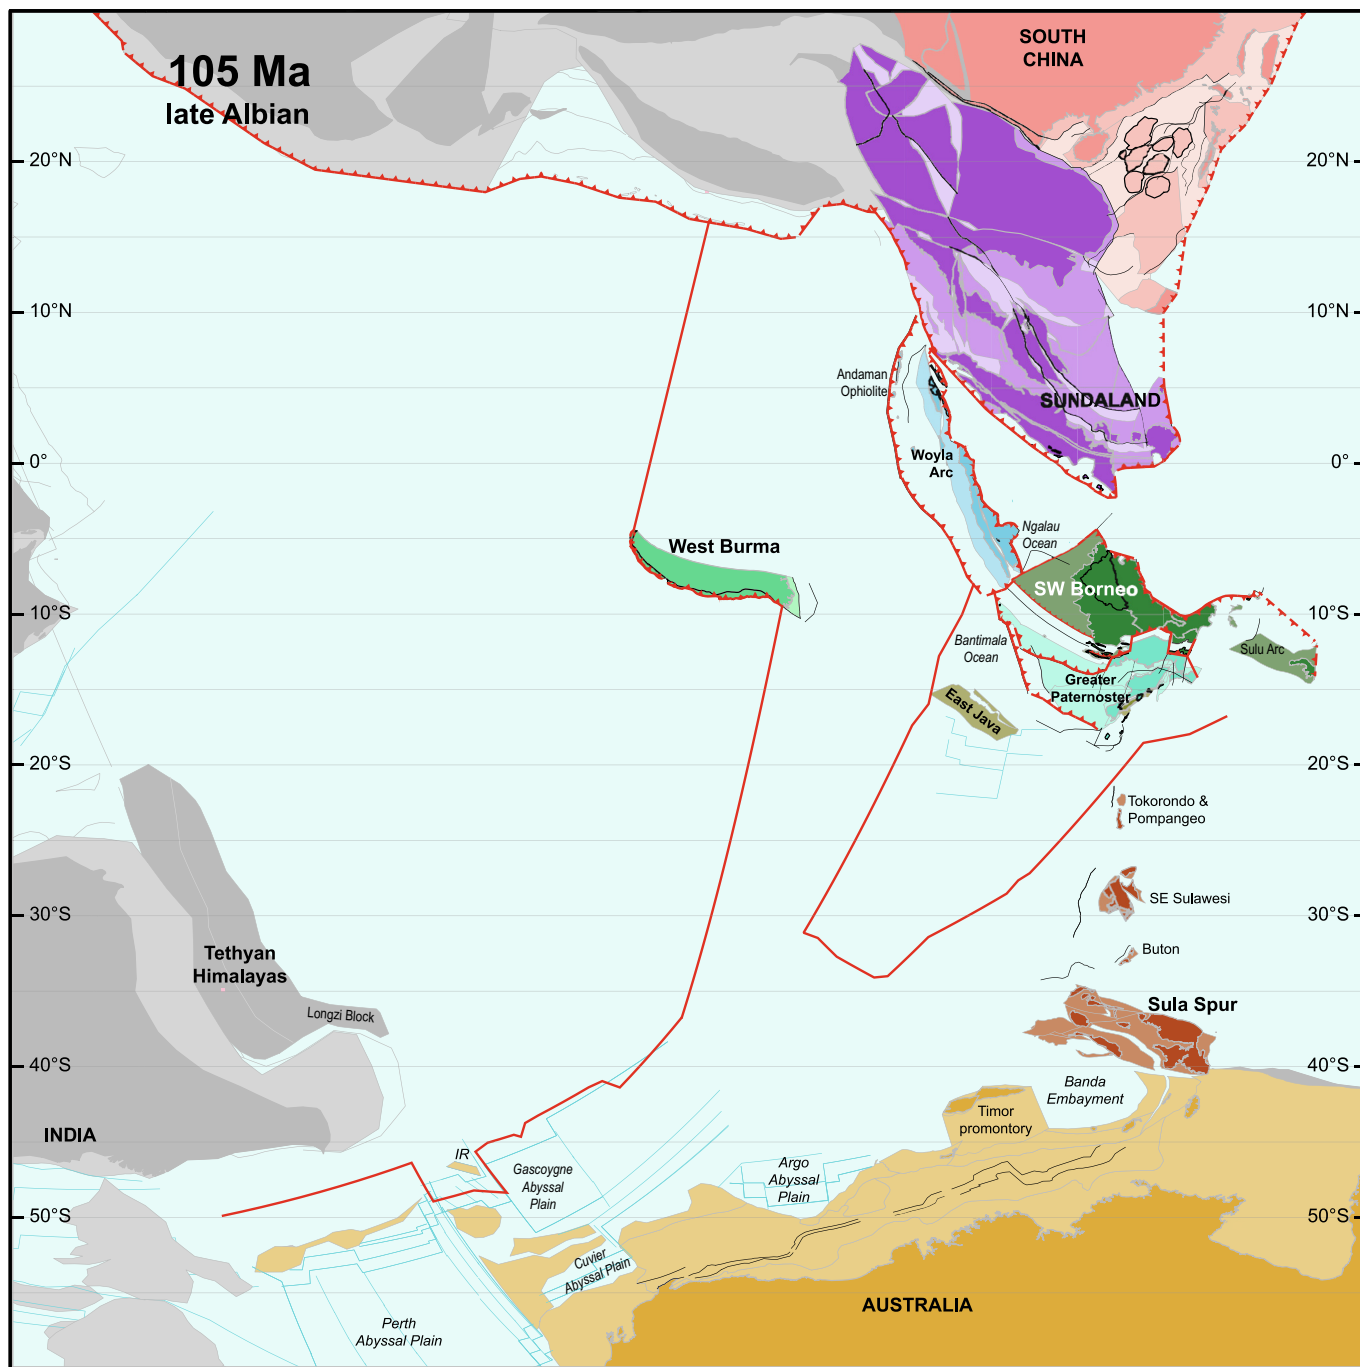 105 Ma
late Albian
SOUTH
CHINA
20°N
20°N
10°N
10°N
Andaman
Ophiolite
SUNDALAND
Woyla
Arc
0°
0°
Ngalau
Ocean
West Burma
SW Borneo
10°S
10°S
Bantimala
Ocean
Sulu Arc
Greater
Paternoster
East Java
20°S
20°S
Tokorondo &
Pompangeo
SE Sulawesi
30°S
30°S
Buton
Tethyan
Himalayas
Longzi Block
Sula Spur
40°S
40°S
Banda
Embayment
Timor
promontory
INDIA
IR
Gascoygne
Abyssal
Plain
Argo
Abyssal
Plain
50°S
50°S
Cuvier
Abyssal Plain
AUSTRALIA
Perth
Abyssal Plain